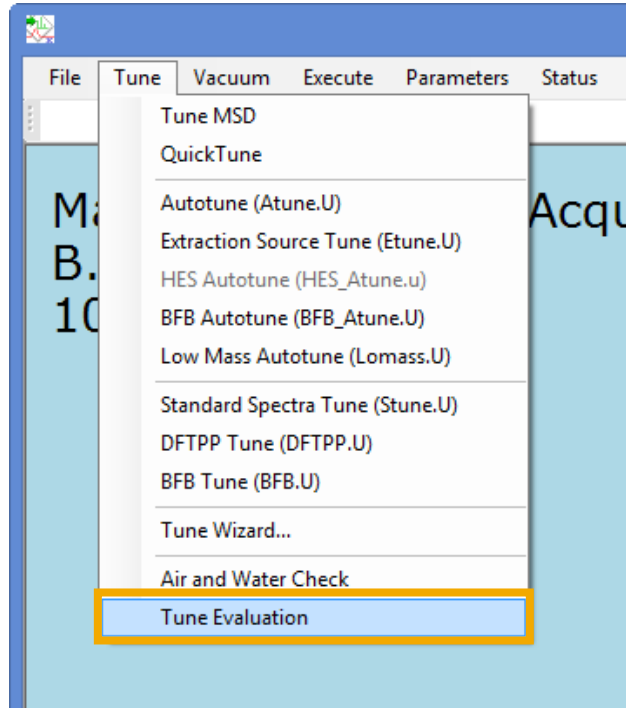 File Tune Vacuum Execute Parameters Status
Tune MSD
QuickTune
Autotune (Atune.U)
Acqu
Extraction Source Tune (Etune.U)
B.
HES Autotune (HES_Atune.u)
BFB Autotune (BFB_Atune.U)
10
Low Mass Autotune (Lomass.U)
Standard Spectra Tune (Stune.U)
DFTPP Tune (DFTPP.U)
BFB Tune (BFB.U)
Tune Wizard...
Air and Water Check
Tune Evaluation